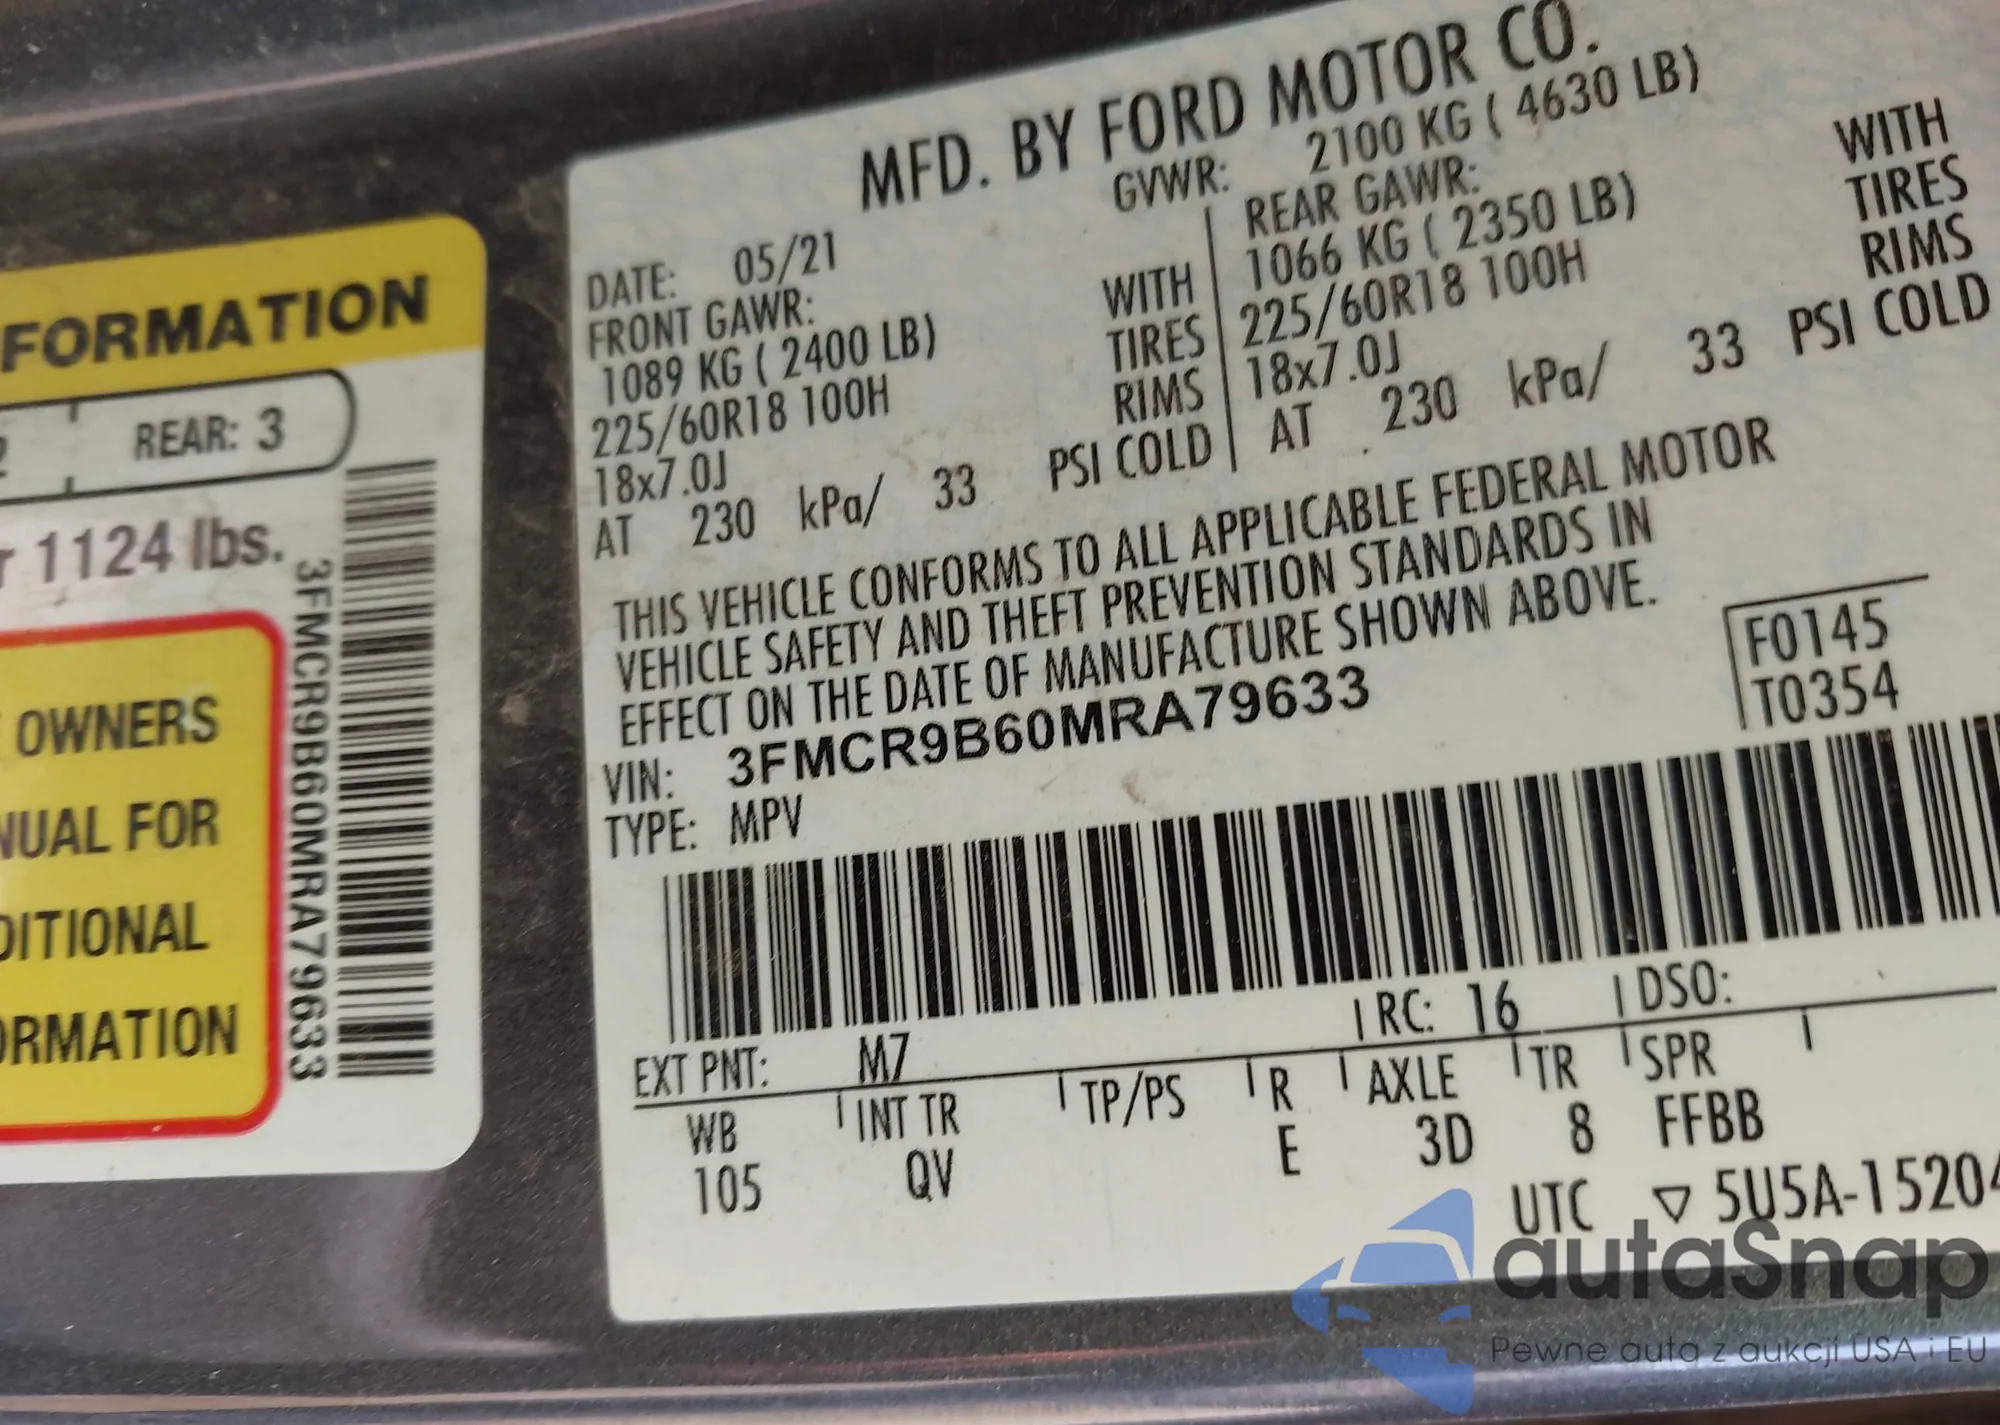 FORMATION
REAR: 3
1124 lbs.
OWNERS
FOR
3FMCR9B60MRA79633
MFD. BY FORD MOTOR CO.
DATE: 05/21
GVWR: 2100 KG ( 4630 LB)
FRONT GAWR:
1089 KG ( 2400 LB)
WITH
225/60R18 100H
TIRES
18x7.0J
RIMS
AT 230 kPa/ 33 PSI COLD
REAR GAWR:
1066 KG ( 2350 LB)
WITH
225/60R18 100H
TIRES
18x7.0J
RIMS
AT 230 kPa/ 33 PSI COLD
THIS VEHICLE CONFORMS TO ALL APPLICABLE FEDERAL MOTOR
VEHICLE SAFETY AND THEFT PREVENTION STANDARDS IN
EFFECT ON THE DATE OF MANUFACTURE SHOWN ABOVE.
F0145
T0354
VIN: 3FMCR9B60MRA79633
TYPE: MPV
EXT PNT: M7 RC: 16 DSO:
WB INT TR TP/PS R AXLE TR SPR
105 QV E 3D 8 FFBB
UTC ▽ 5U5A-15204
autaSnap
Pewne auta z aukcji USA i EU